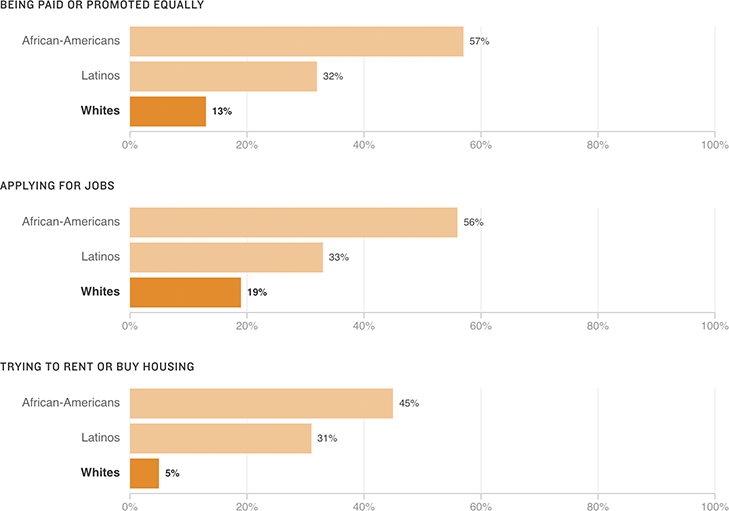 BEING PAID OR PROMOTED EQUALLY
African-Americans 57%
Latinos 32%
Whites 13%
0% 20% 40% 60% 80% 100%
APPLYING FOR JOBS
African-Americans 56%
Latinos 33%
Whites 19%
0% 20% 40% 60% 80% 100%
TRYING TO RENT OR BUY HOUSING
African-Americans 45%
Latinos 31%
Whites 5%
0% 20% 40% 60% 80% 100%